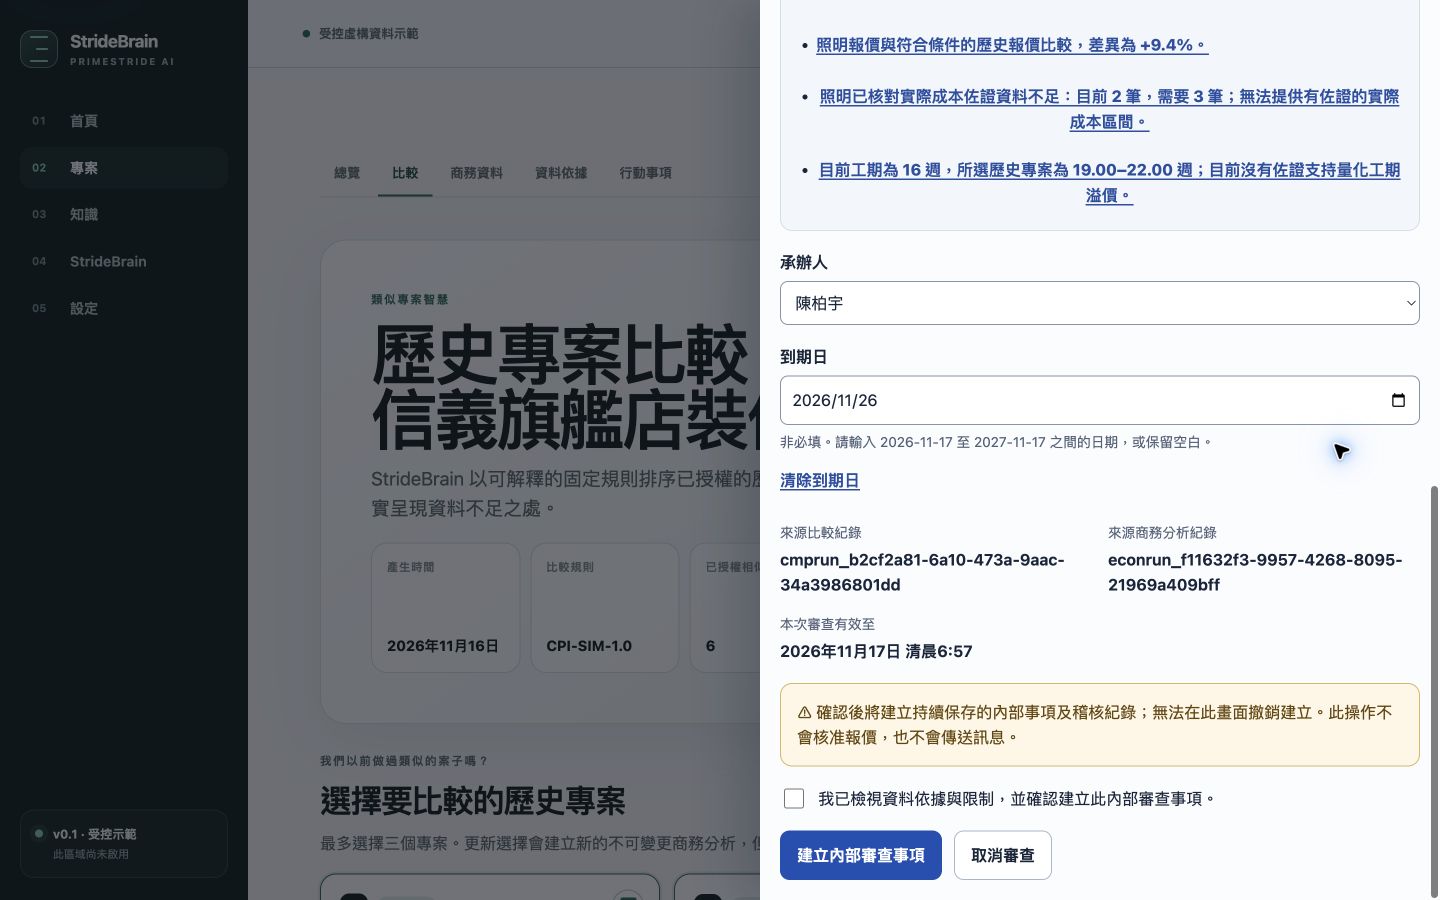 StrideBrain
PRIMESTRIDE AI
01 首頁
02 專案
03 知識
04 StrideBrain
05 設定
v0.1 · 受控示範
此區域尚未啟用
受控虛構資料示範
總覽 比較 商務資料 資料依據 行動事項
類似專案智慧
歷史專案比較
信義旗艦店裝
StrideBrain 以可解釋的固定規則排序已授權的
實呈現資料不足之處。
產生時間
2026年11月16日
比較規則
CPI-SIM-1.0
已授權相
6
我們以前做過類似的案子嗎？
選擇要比較的歷史專案
最多選擇三個專案。更新選擇會建立新的不可變更商務分析，
• 照明報價與符合條件的歷史報價比較，差異為 +9.4%。
• 照明已核對實際成本佐證資料不足：目前 2 筆，需要 3 筆；無法提供有佐證的實際
成本區間。
• 目前工期為 16 週，所選歷史專案為 19.00–22.00 週；目前沒有佐證支持量化工期
溢價。
承辦人
陳柏宇
到期日
2026/11/26
非必填。請輸入 2026-11-17 至 2027-11-17 之間的日期，或保留空白。
清除到期日
來源比較紀錄
cmprun_b2cf2a81-6a10-473a-9aac-
34a3986801dd
來源商務分析紀錄
econrun_f11632f3-9957-4268-8095-
21969a409bff
本次審查有效至
2026年11月17日 清晨6:57
⚠ 確認後將建立持續保存的內部事項及稽核紀錄；無法在此畫面撤銷建立。此操作不
會核准報價，也不會傳送訊息。
我已檢視資料依據與限制，並確認建立此內部審查事項。
建立內部審查事項 取消審查